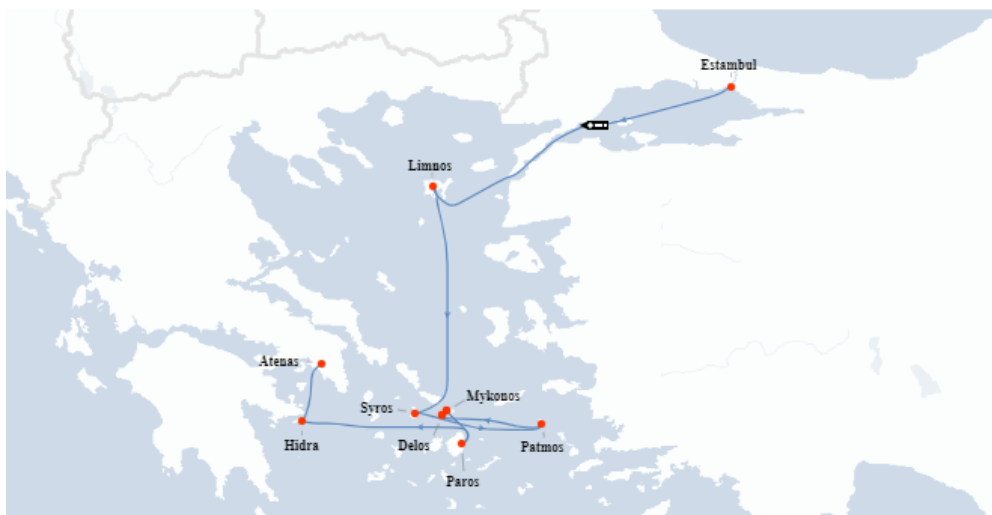 Estambul
Limnos
Atenas
Mykonos
Syros
Hidra
Delos
Patmos
Paros